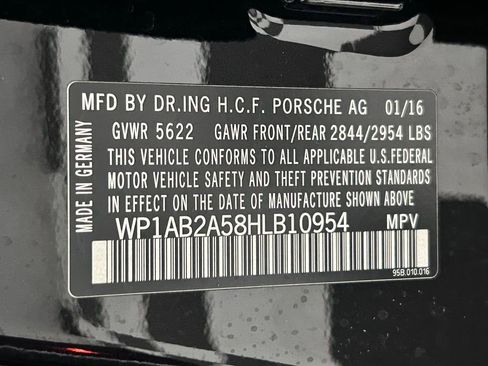 MFD BY DR.ING H.C.F. PORSCHE AG 01/16
GVWR 5622 GAWR FRONT/REAR 2844/2954 LBS
THIS VEHICLE CONFORMS TO ALL APPLICABLE U.S.FEDERAL
MOTOR VEHICLE SAFETY AND THEFT PREVENTION STANDARDS
IN EFFECT ON THE DATE OF MANUFACTURE SHOWN ABOVE.
WP1AB2A58HLB10954 MPV
95B.010.016
MADE IN GERMANY